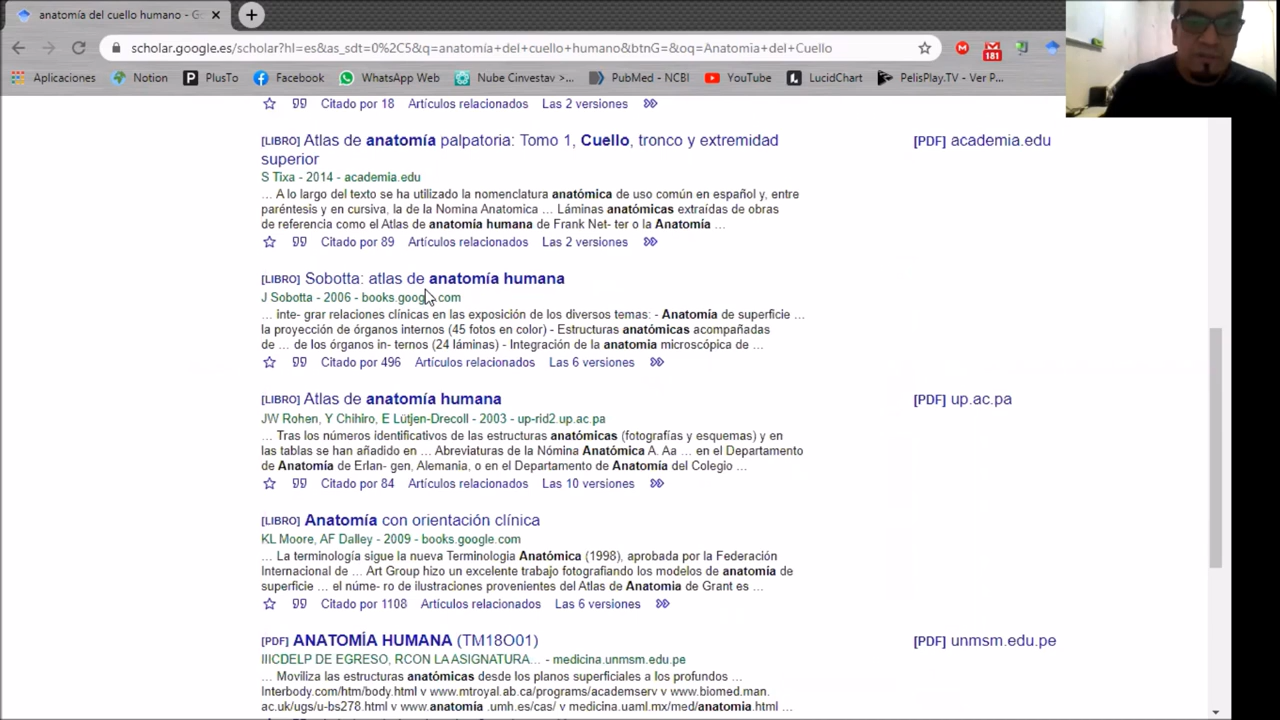 anatomía del cuello humano - G
scholar.google.es/scholar?hl=es&as_sdt=0%2C5&q=anatomía+del+cuello+humano&btnG=&oq=Anatomia+del+Cuello
181
Aplicaciones Notion PlusTo Facebook WhatsApp Web Nube Cinvestav >... PubMed - NCBI YouTube LucidChart PelisPlay.TV - Ver P...
Citado por 18 Artículos relacionados Las 2 versiones
[LIBRO] Atlas de anatomía palpatoria: Tomo 1, Cuello, tronco y extremidad [PDF] academia.edu
superior
S Tixa - 2014 - academia.edu
... A lo largo del texto se ha utilizado la nomenclatura anatómica de uso común en español y, entre
paréntesis y en cursiva, la de la Nomina Anatomica ... Láminas anatómicas extraídas de obras
de referencia como el Atlas de anatomía humana de Frank Net- ter o la Anatomía ...
Citado por 89 Artículos relacionados Las 2 versiones
[LIBRO] Sobotta: atlas de anatomía humana
J Sobotta - 2006 - books.google.com
... inte- grar relaciones clínicas en las exposición de los diversos temas: - Anatomía de superficie ...
la proyección de órganos internos (45 fotos en color) - Estructuras anatómicas acompañadas
de ... de los órganos in- ternos (24 láminas) - Integración de la anatomia microscópica de ...
Citado por 496 Artículos relacionados Las 6 versiones
[LIBRO] Atlas de anatomía humana [PDF] up.ac.pa
JW Rohen, Y Chihiro, E Lütjen-Drecoll - 2003 - up-rid2.up.ac.pa
... Tras los números identificativos de las estructuras anatómicas (fotografías y esquemas) y en
las tablas se han añadido en ... Abreviaturas de la Nómina Anatómica A. Aa ... en el Departamento
de Anatomía de Erlan- gen, Alemania, o en el Departamento de Anatomía del Colegio ...
Citado por 84 Artículos relacionados Las 10 versiones
[LIBRO] Anatomía con orientación clínica
KL Moore, AF Dalley - 2009 - books.google.com
... La terminología sigue la nueva Terminologia Anatómica (1998), aprobada por la Federación
Internacional de ... Art Group hizo un excelente trabajo fotografiando los modelos de anatomía de
superficie ... el núme- ro de ilustraciones provenientes del Atlas de Anatomia de Grant es ...
Citado por 1108 Artículos relacionados Las 6 versiones
[PDF] ANATOMÍA HUMANA (TM18O01) [PDF] unmsm.edu.pe
IIICDELP DE EGRESO, RCON LA ASIGNATURA... - medicina.unmsm.edu.pe
... Moviliza las estructuras anatómicas desde los planos superficiales a los profundos ...
Interbody.com/htm/body.html v www.mtroyal.ab.ca/programs/academserv v www.biomed.man.
ac.uk/ugs/u-bs278.html v www.anatomía .umh.es/cas/ v medicina.uaml.mx/med/anatomia.html ...